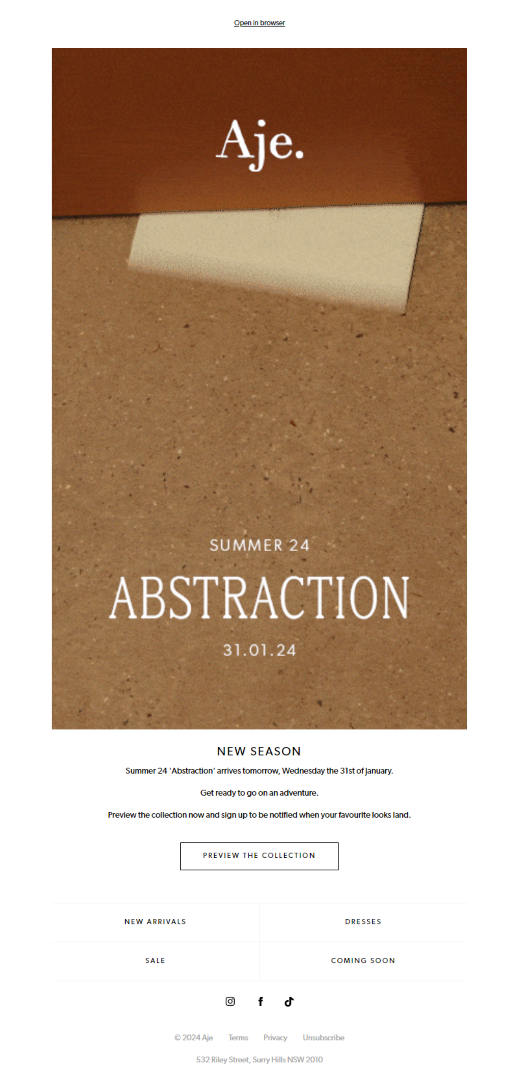 Open in browser
Aje.
SUMMER 24
ABSTRACTION
31.01.24
NEW SEASON
Summer 24 'Abstraction' arrives tomorrow, Wednesday the 31st of January.
Get ready to go on an adventure.
Preview the collection now and sign up to be notified when your favourite looks land.
PREVIEW THE COLLECTION
NEW ARRIVALS DRESSES
SALE COMING SOON
© 2024 Aje Terms Privacy Unsubscribe
532 Riley Street, Surry Hills NSW 2010